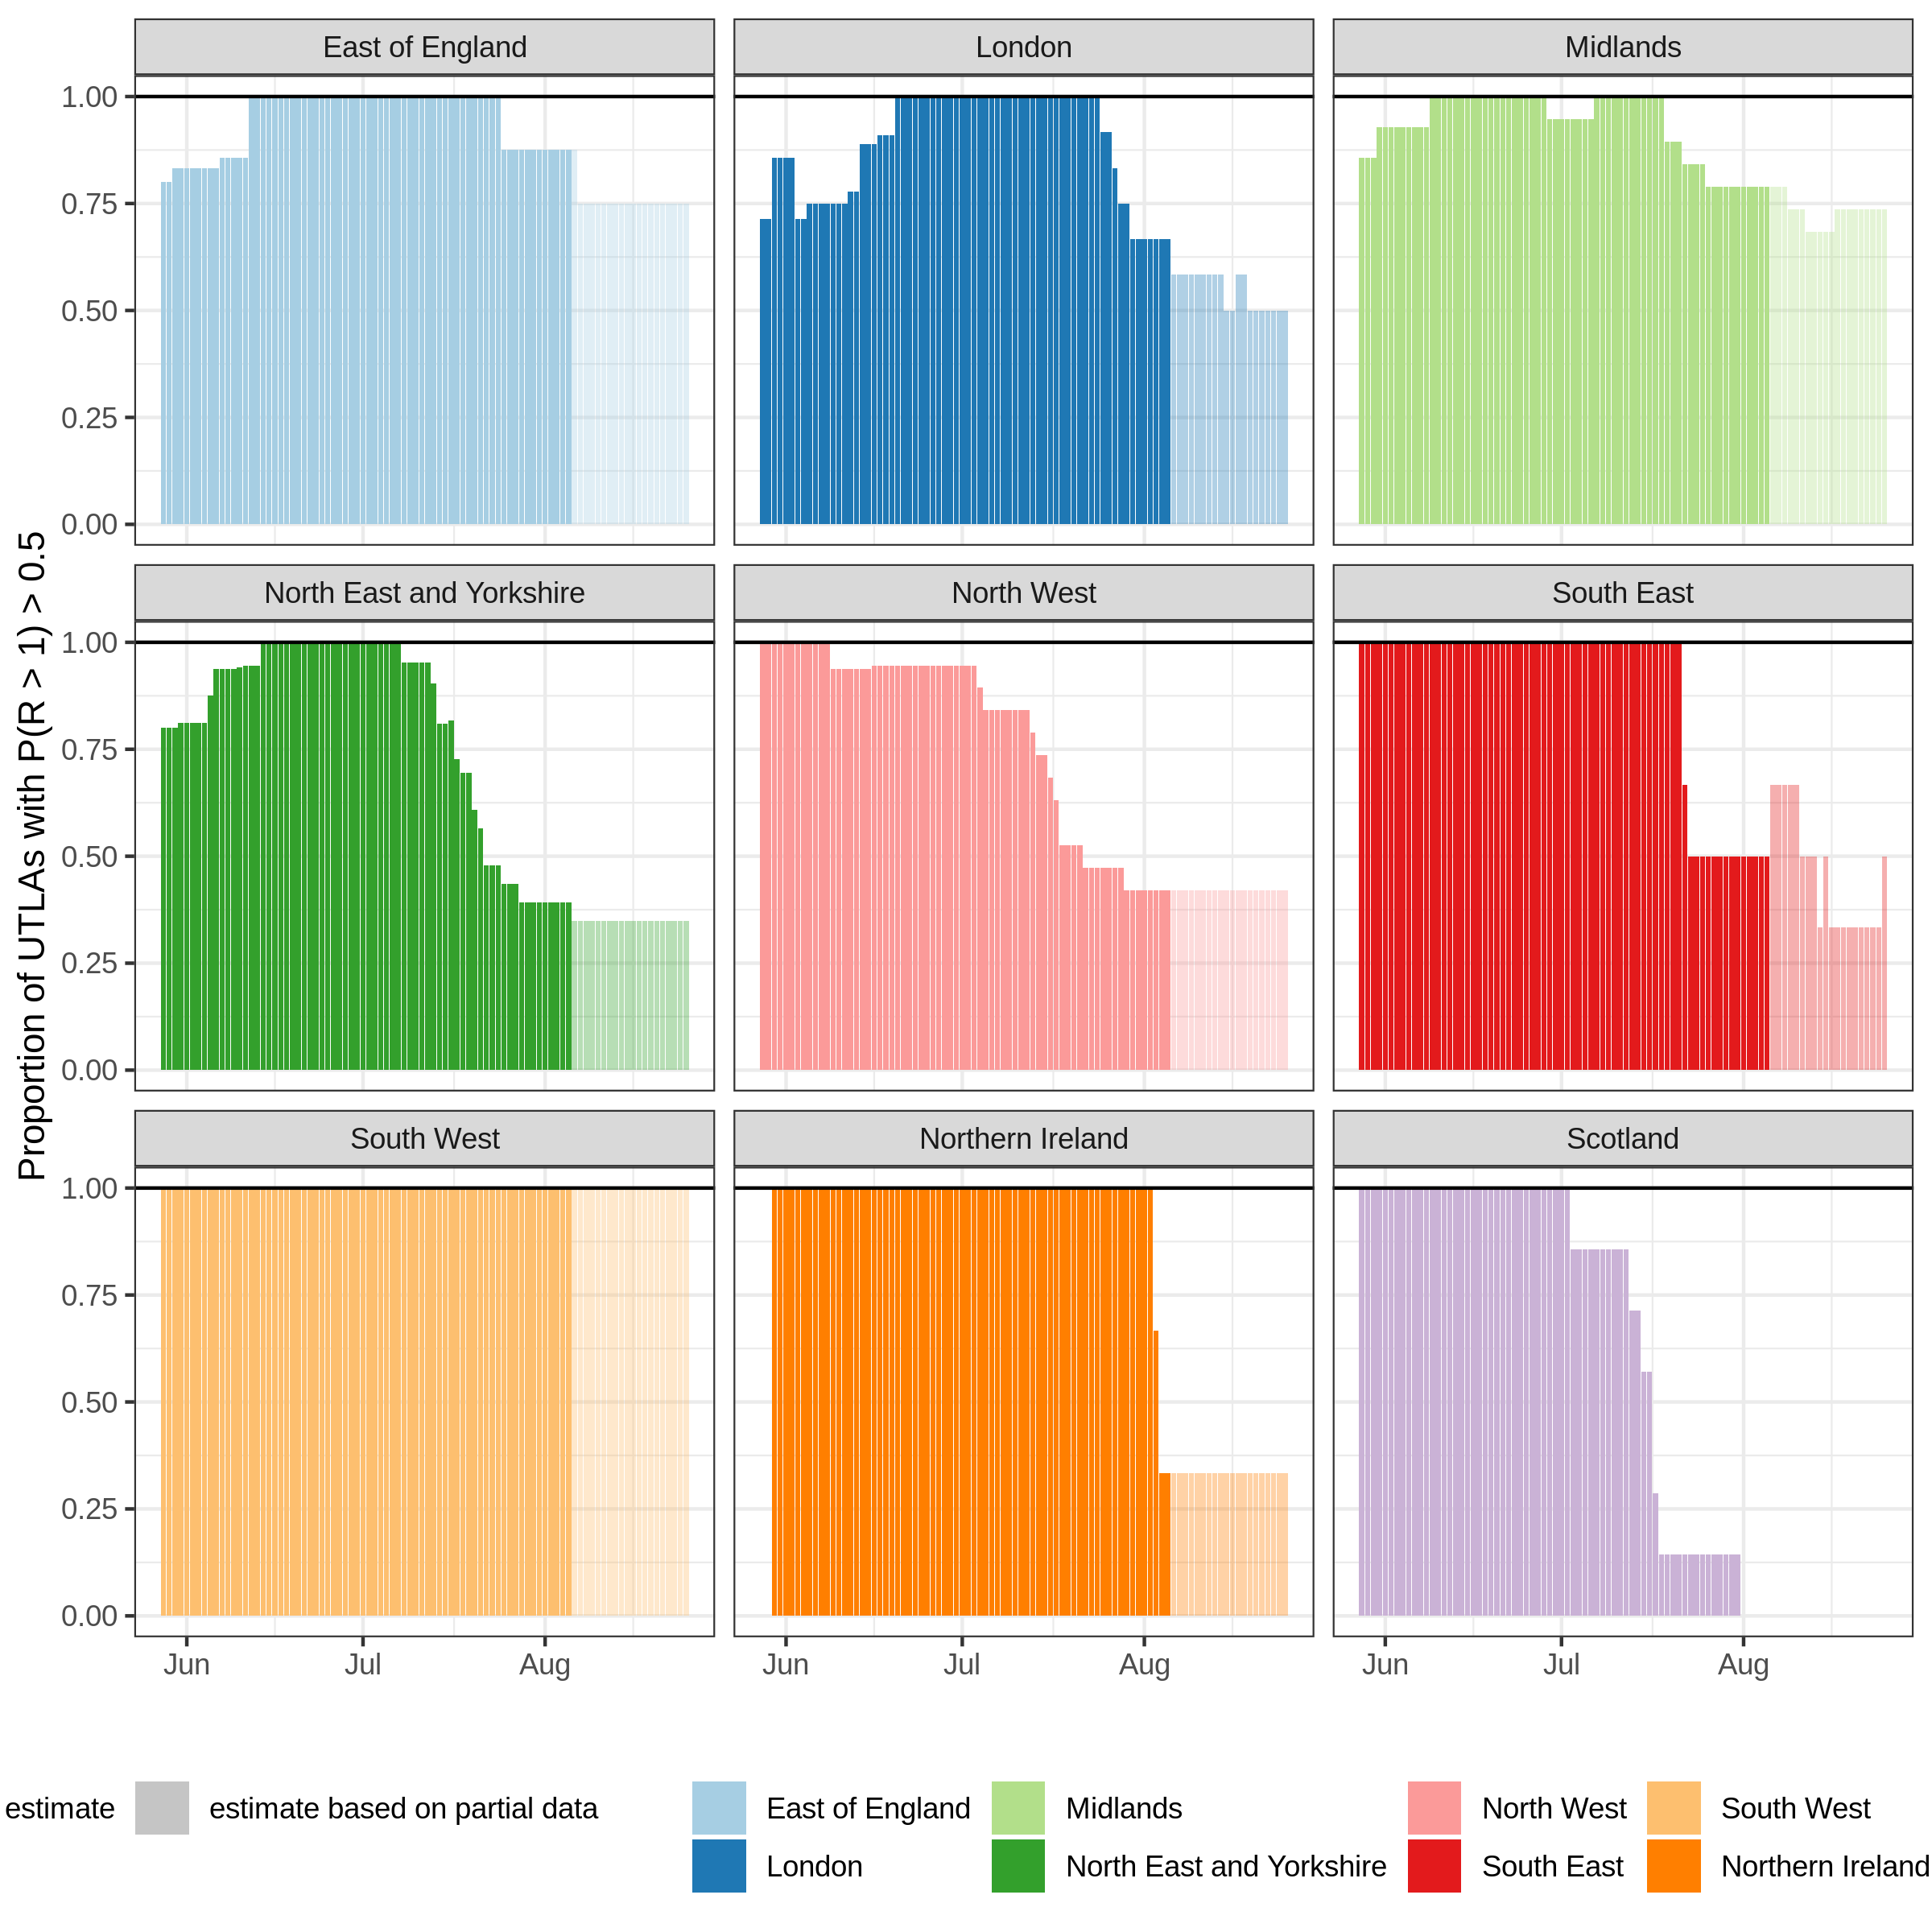 East of England
London
Midlands
1.00
0.75
0.50
0.25
0.00
North East and Yorkshire
North West
South East
1.00
0.75
0.50
0.25
0.00
South West
Northern Ireland
Scotland
1.00
0.75
0.50
0.25
0.00
Proportion of UTLAs with P(R > 1) > 0.5
Jun Jul Aug
Jun Jul Aug
Jun Jul Aug
estimate
estimate based on partial data
East of England
Midlands
North West
South West
London
North East and Yorkshire
South East
Northern Ireland